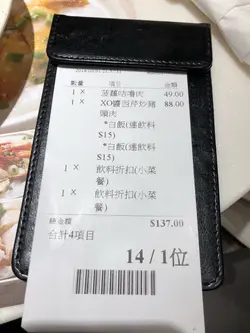 數量 項目 金額
1 × 菠蘿咕嚕肉 49.00
1 × XO醬西芹炒豬 88.00
頸肉
*白飯(連飲料
$15)
*白飯(連飲料
$15)
1 × 飲料折扣(小菜
餐)
1 × 飲料折扣(小菜
餐)
總金額 $137.00
合計4項目
14 / 1位